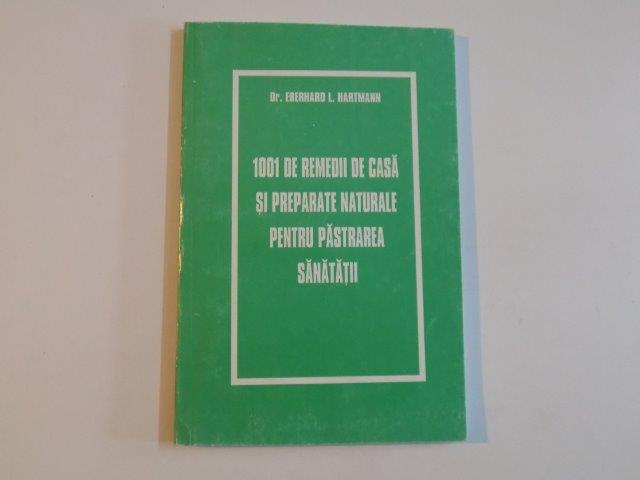 Dr. EBERHARD L. HARTMANN
1001 DE REMEDII DE CASĂ
ȘI PREPARATE NATURALE
PENTRU PĂSTRAREA
SĂNĂTĂȚII